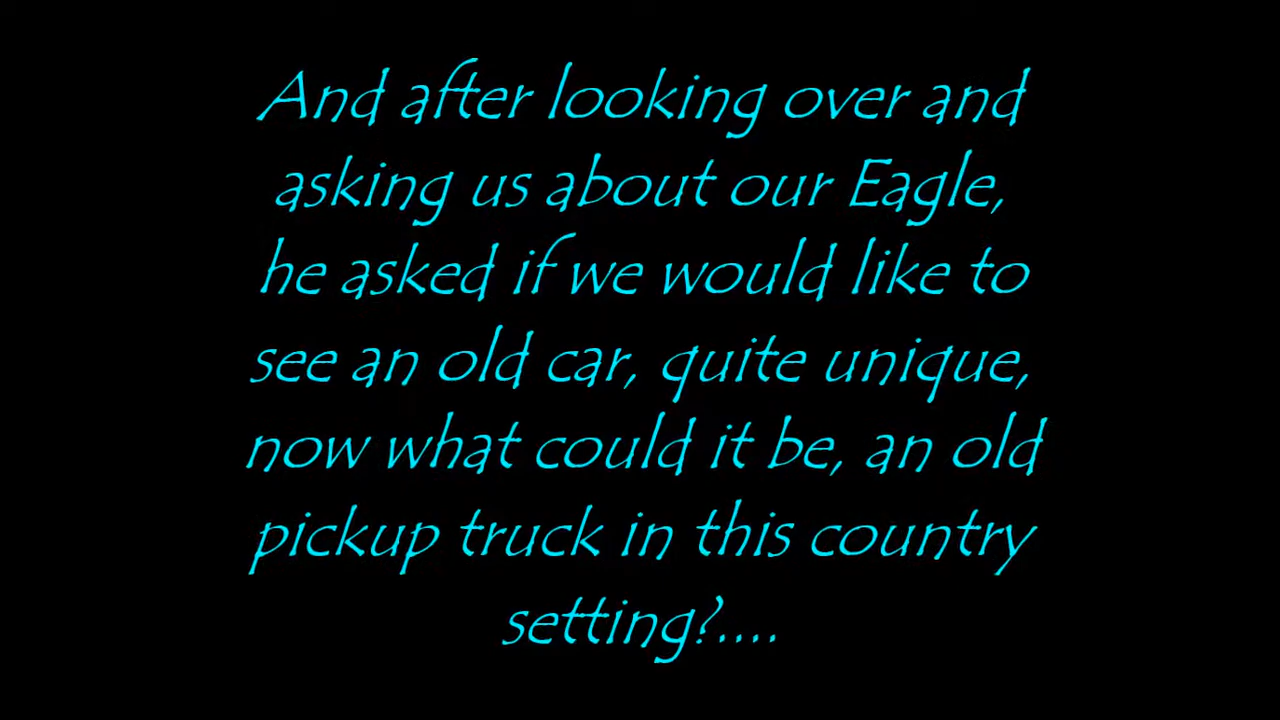 And after looking over and
asking us about our Eagle,
he asked if we would like to
see an old car, quite unique,
now what could it be, an old
pickup truck in this country
setting?....